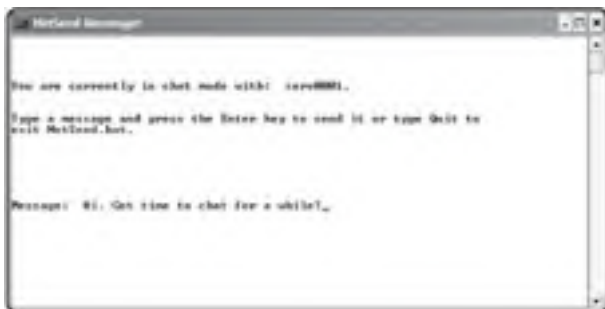 NetSend Messenger
You are currently in chat mode with: serv0001.
Type a message and press the Enter key to send it or type Quit to
exit NetSend.bat.
Message: Hi. Got time to chat for a while?_